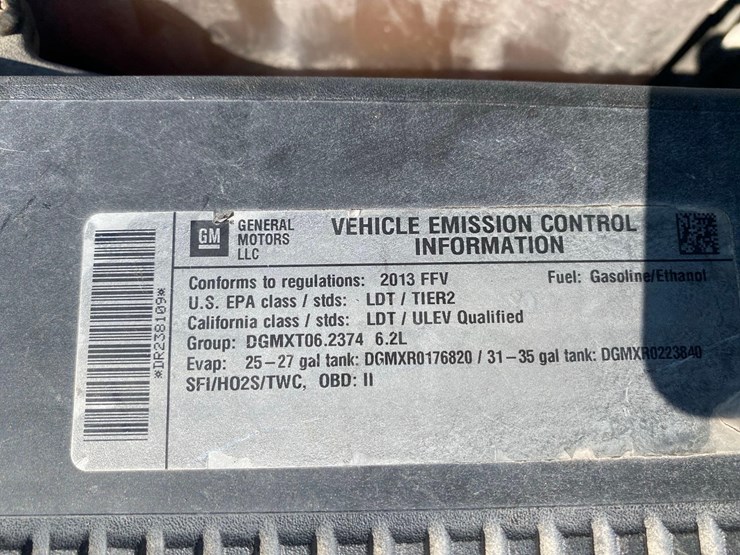 *DR238109*
GM
GENERAL
MOTORS
LLC
VEHICLE EMISSION CONTROL
INFORMATION
Conforms to regulations: 2013 FFV
Fuel: Gasoline/Ethanol
U.S. EPA class / stds: LDT / TIER2
California class / stds: LDT / ULEV Qualified
Group: DGMXT06.2374 6.2L
Evap: 25-27 gal tank: DGMXR0176820 / 31-35 gal tank: DGMXR0223840
SFI/HO2S/TWC, OBD: II